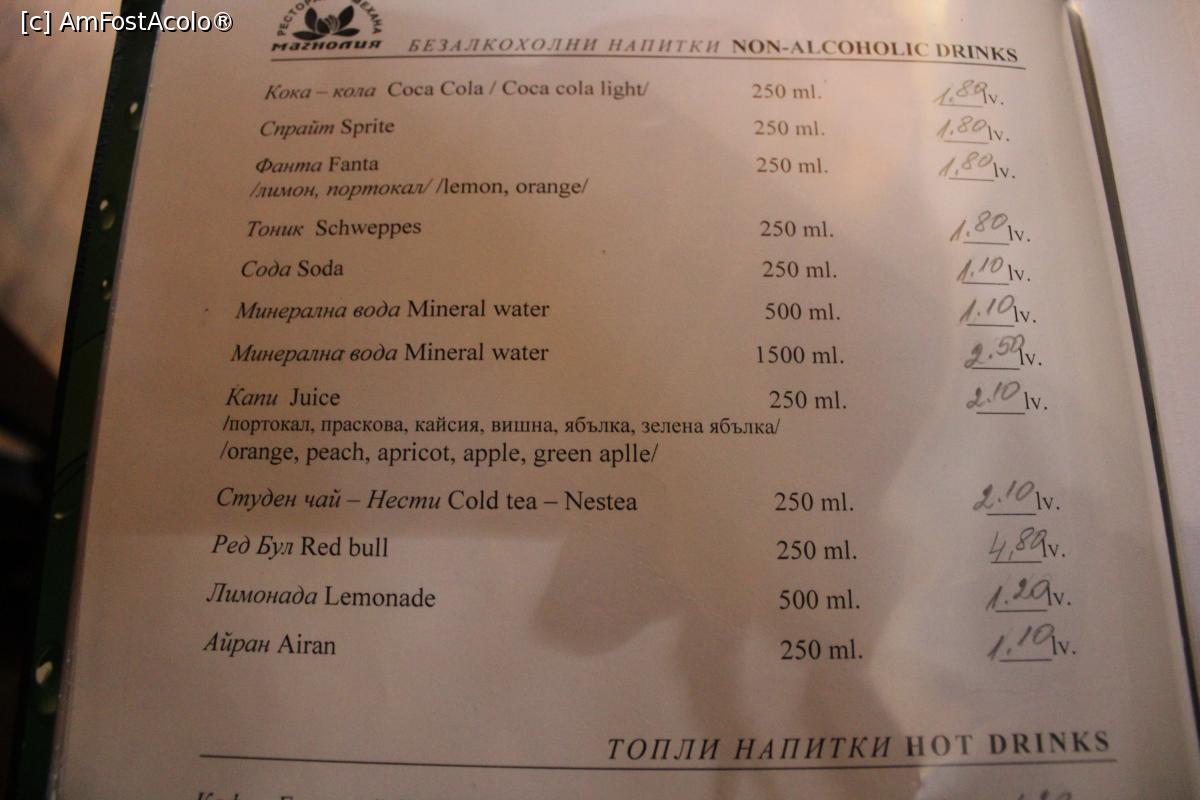 [c] AmFostAcolo®
МАГНОЛИЯ
БЕЗАЛКОХОЛНИ НАПИТКИ NON-ALCOHOLIC DRINKS
Кока – кола Coca Cola / Coca cola light/ 250 ml. 1.80 lv.
Спрайт Sprite 250 ml. 1.80 lv.
Фанта Fanta 250 ml. 1,80 lv.
/лимон, портокал/ /lemon, orange/
Тоник Schweppes 250 ml. 1.80 lv.
Сода Soda 250 ml. 1.10 lv.
Минерална вода Mineral water 500 ml. 1.10 lv.
Минерална вода Mineral water 1500 ml. 2.50 lv.
Капи Juice 250 ml. 2.10 lv.
/портокал, праскова, кайсия, вишна, ябълка, зелена ябълка/
/orange, peach, apricot, apple, green aplle/
Студен чай – Нести Cold tea – Nestea 250 ml. 2.10 lv.
Ред Бул Red bull 250 ml. 4,80 lv.
Лимонада Lemonade 500 ml. 1.20 lv.
Айран Airan 250 ml. 1.10 lv.
ТОПЛИ НАПИТКИ HOT DRINKS